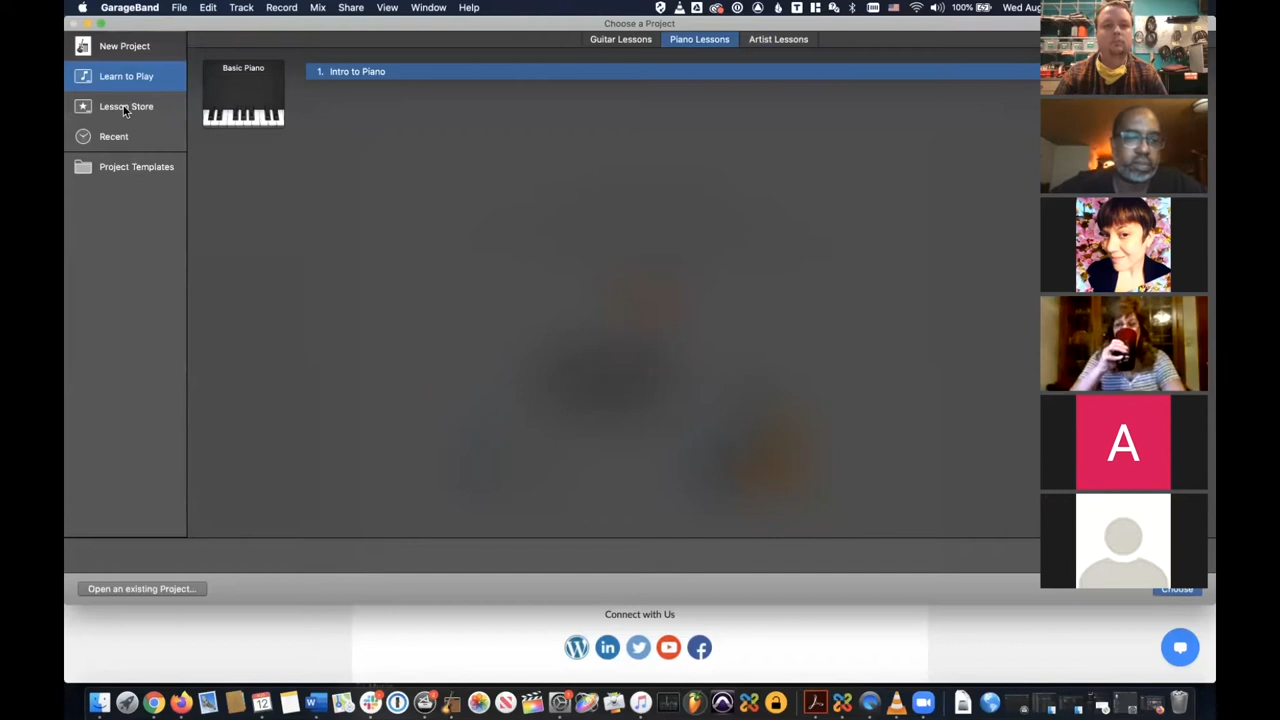 GarageBand File Edit Track Record Mix Share View Window Help 100% Wed Aug
Choose a Project
New Project
Learn to Play
Lesson Store
Recent
Project Templates
Guitar Lessons Piano Lessons Artist Lessons
Basic Piano
1. Intro to Piano
A
Open an existing Project...
Choose
Connect with Us